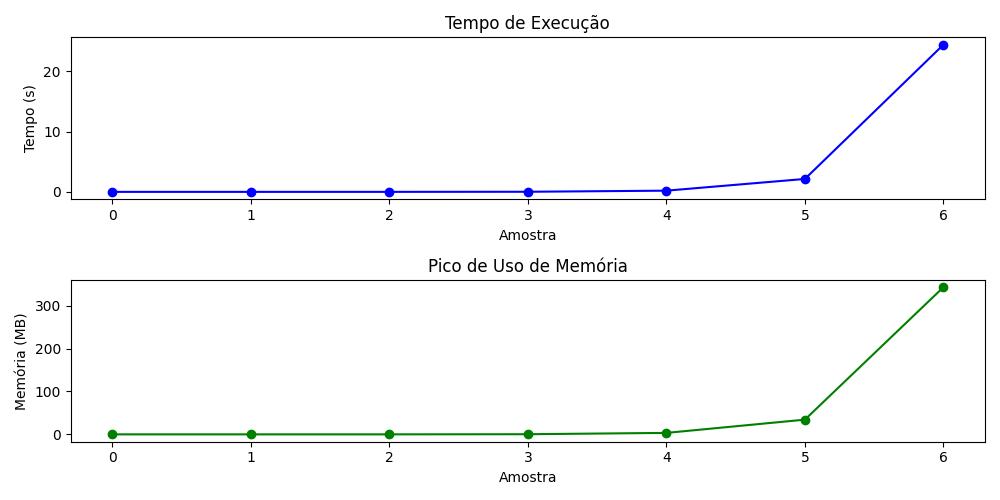 Tempo de Execução
Tempo (s)
20
10
0
0 1 2 3 4 5 6
Amostra
Pico de Uso de Memória
Memória (MB)
300
200
100
0
0 1 2 3 4 5 6
Amostra